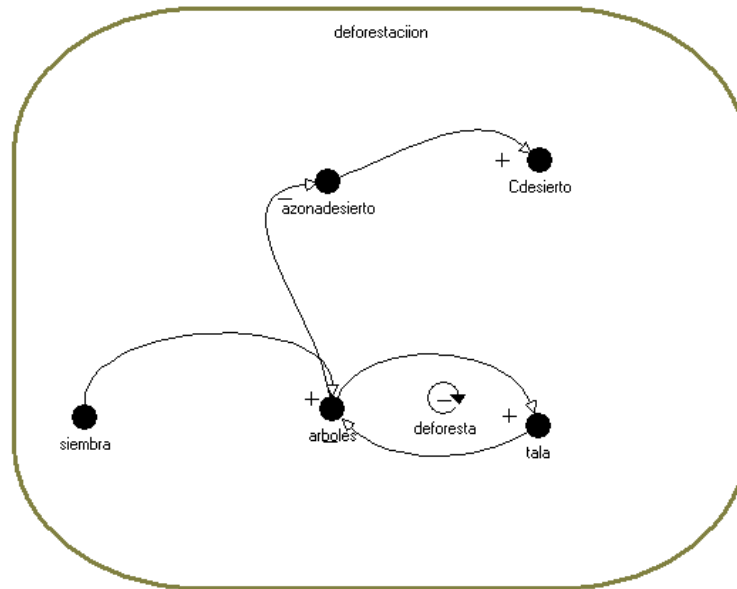 deforestaciion
+
Cdesierto
_
azonadesierto
+
_
+
arboles
_
deforesta
siembra
tala